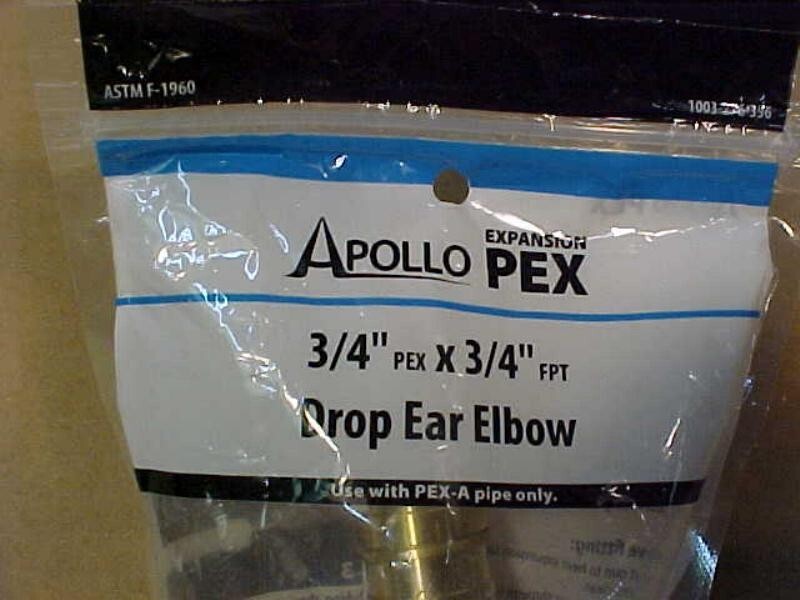 ASTM F-1960
APOLLO EXPANSION PEX
3/4" PEX X 3/4" FPT
Drop Ear Elbow
Use with PEX-A pipe only.